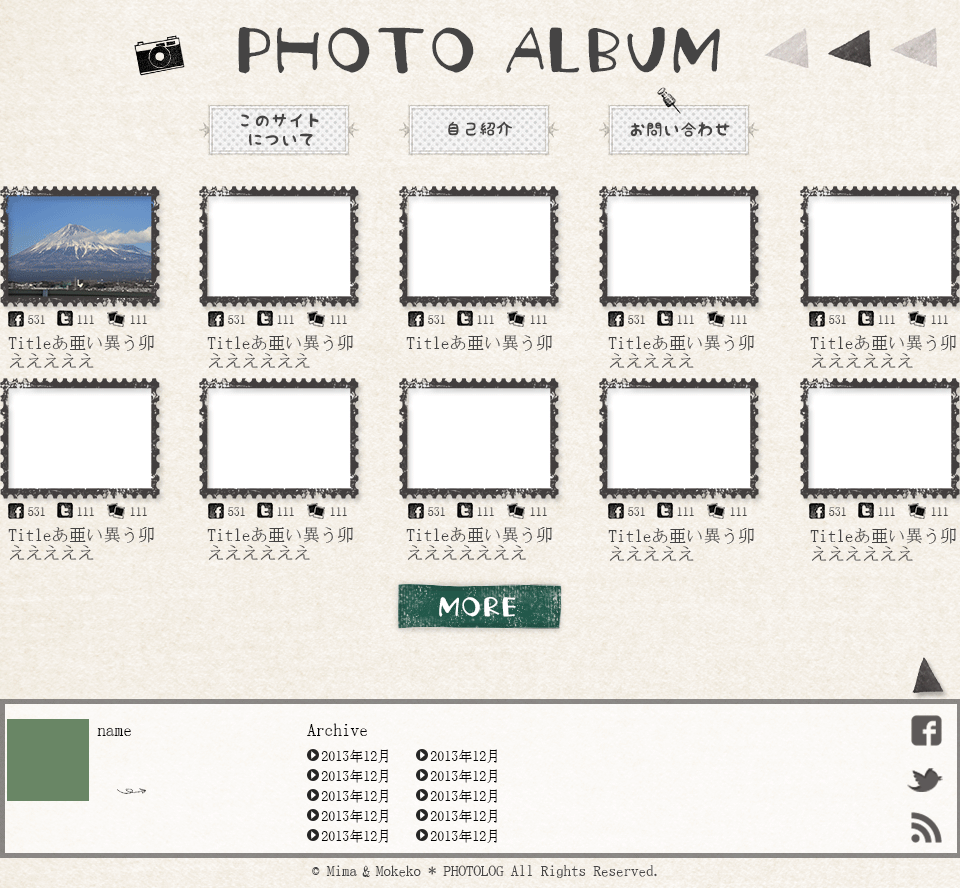 PHOTO ALBUM
このサイト
について
自己紹介
お問い合わせ
531 111 111
531 111 111
531 111 111
531 111 111
531 111 111
Titleあ亜い異う卯
えええええ
Titleあ亜い異う卯
ええええええ
Titleあ亜い異う卯
Titleあ亜い異う卯
えええええ
Titleあ亜い異う卯
ええええええ
531 111 111
531 111 111
531 111 111
531 111 111
531 111 111
Titleあ亜い異う卯
えええええ
Titleあ亜い異う卯
ええええええ
Titleあ亜い異う卯
えええええええ
Titleあ亜い異う卯
えええええ
Titleあ亜い異う卯
ええええええ
MORE
name
Archive
2013年12月 2013年12月
2013年12月 2013年12月
2013年12月 2013年12月
2013年12月 2013年12月
2013年12月 2013年12月
© Mima & Mokeko * PHOTOLOG All Rights Reserved.